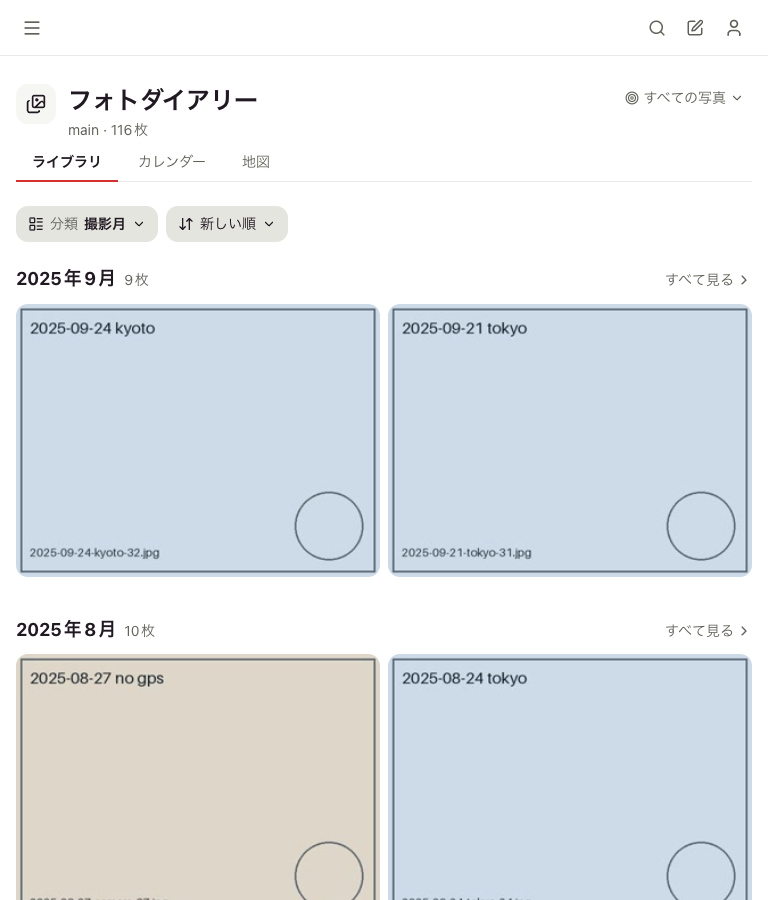 フォトダイアリー
すべての写真
main · 116枚
ライブラリ カレンダー 地図
分類 撮影月 新しい順
2025年9月 9枚 すべて見る
2025-09-24 kyoto
2025-09-24-kyoto-32.jpg
2025-09-21 tokyo
2025-09-21-tokyo-31.jpg
2025年8月 10枚 すべて見る
2025-08-27 no gps
2025-08-24 tokyo